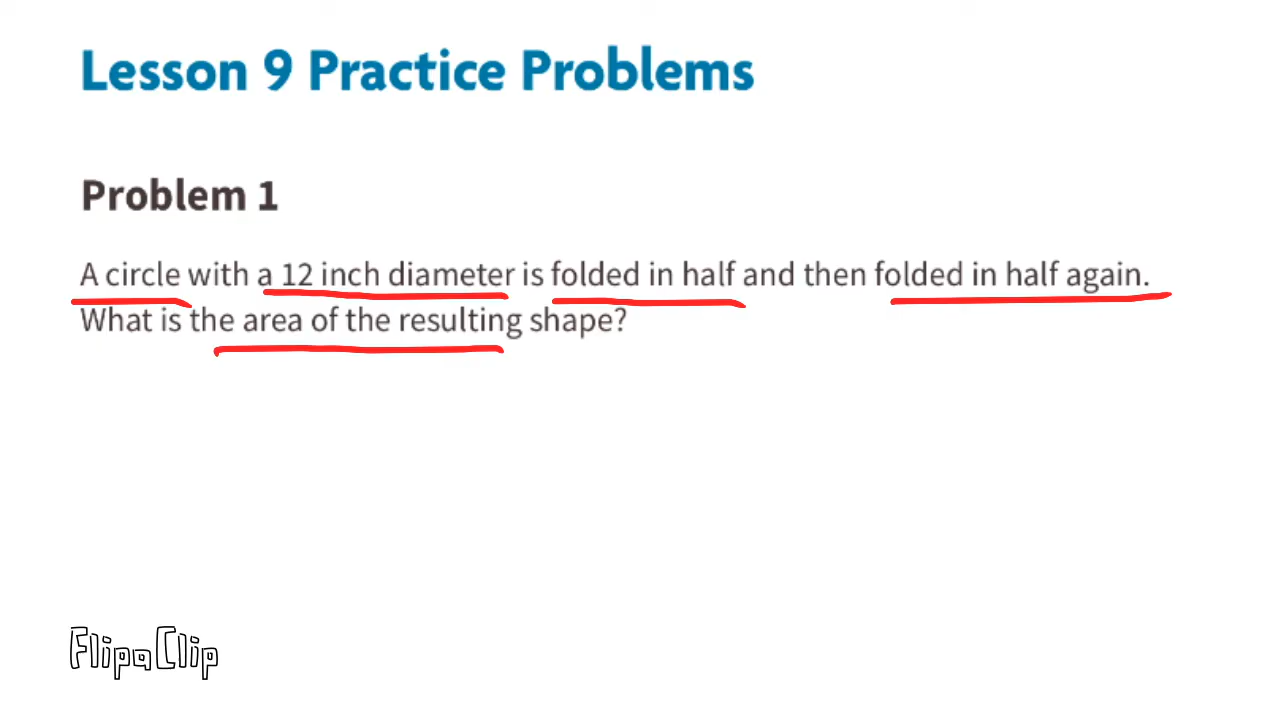 Lesson 9 Practice Problems
Problem 1
A circle with a 12 inch diameter is folded in half and then folded in half again.
What is the area of the resulting shape?
FlipaClip